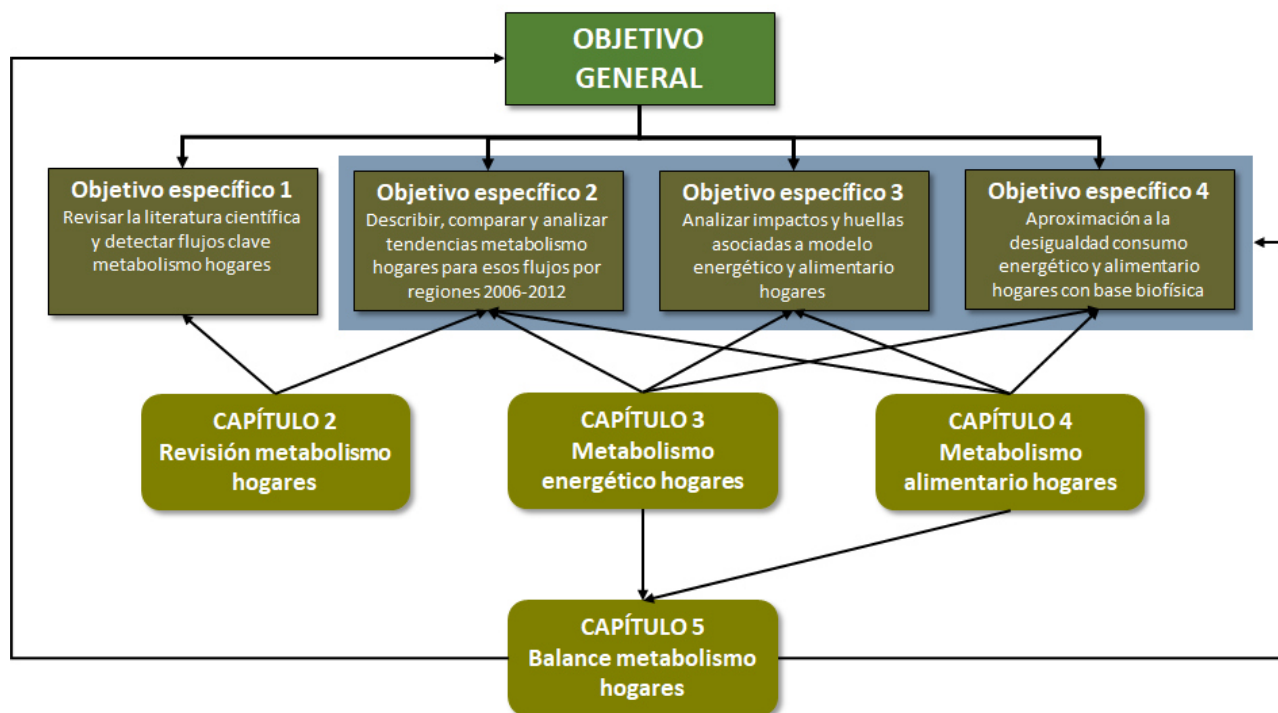 OBJETIVO
GENERAL
Objetivo específico 1
Revisar la literatura científica
y detectar flujos clave
metabolismo hogares
Objetivo específico 2
Describir, comparar y analizar
tendencias metabolismo
hogares para esos flujos por
regiones 2006-2012
Objetivo específico 3
Analizar impactos y huellas
asociadas a modelo
energético y alimentario
hogares
Objetivo específico 4
Aproximación a la
desigualdad consumo
energético y alimentario
hogares con base biofísica
CAPÍTULO 2
Revisión metabolismo
hogares
CAPÍTULO 3
Metabolismo
energético hogares
CAPÍTULO 4
Metabolismo
alimentario hogares
CAPÍTULO 5
Balance metabolismo
hogares